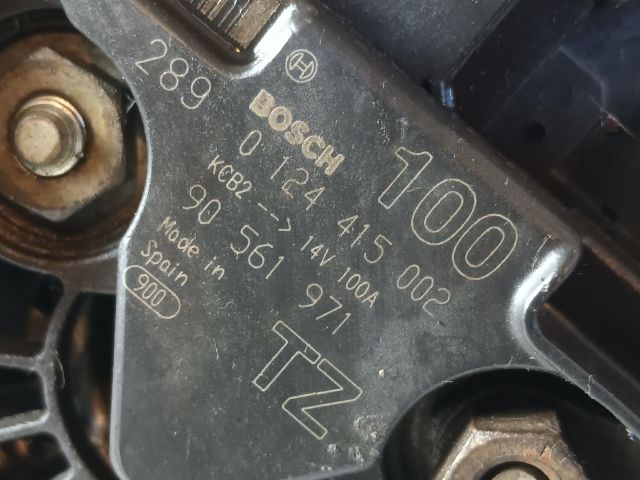 289
BOSCH
100
0 124 415 002
KCB2 --> 14V 100A
90 561 971
Made in
Spain
900
TZ